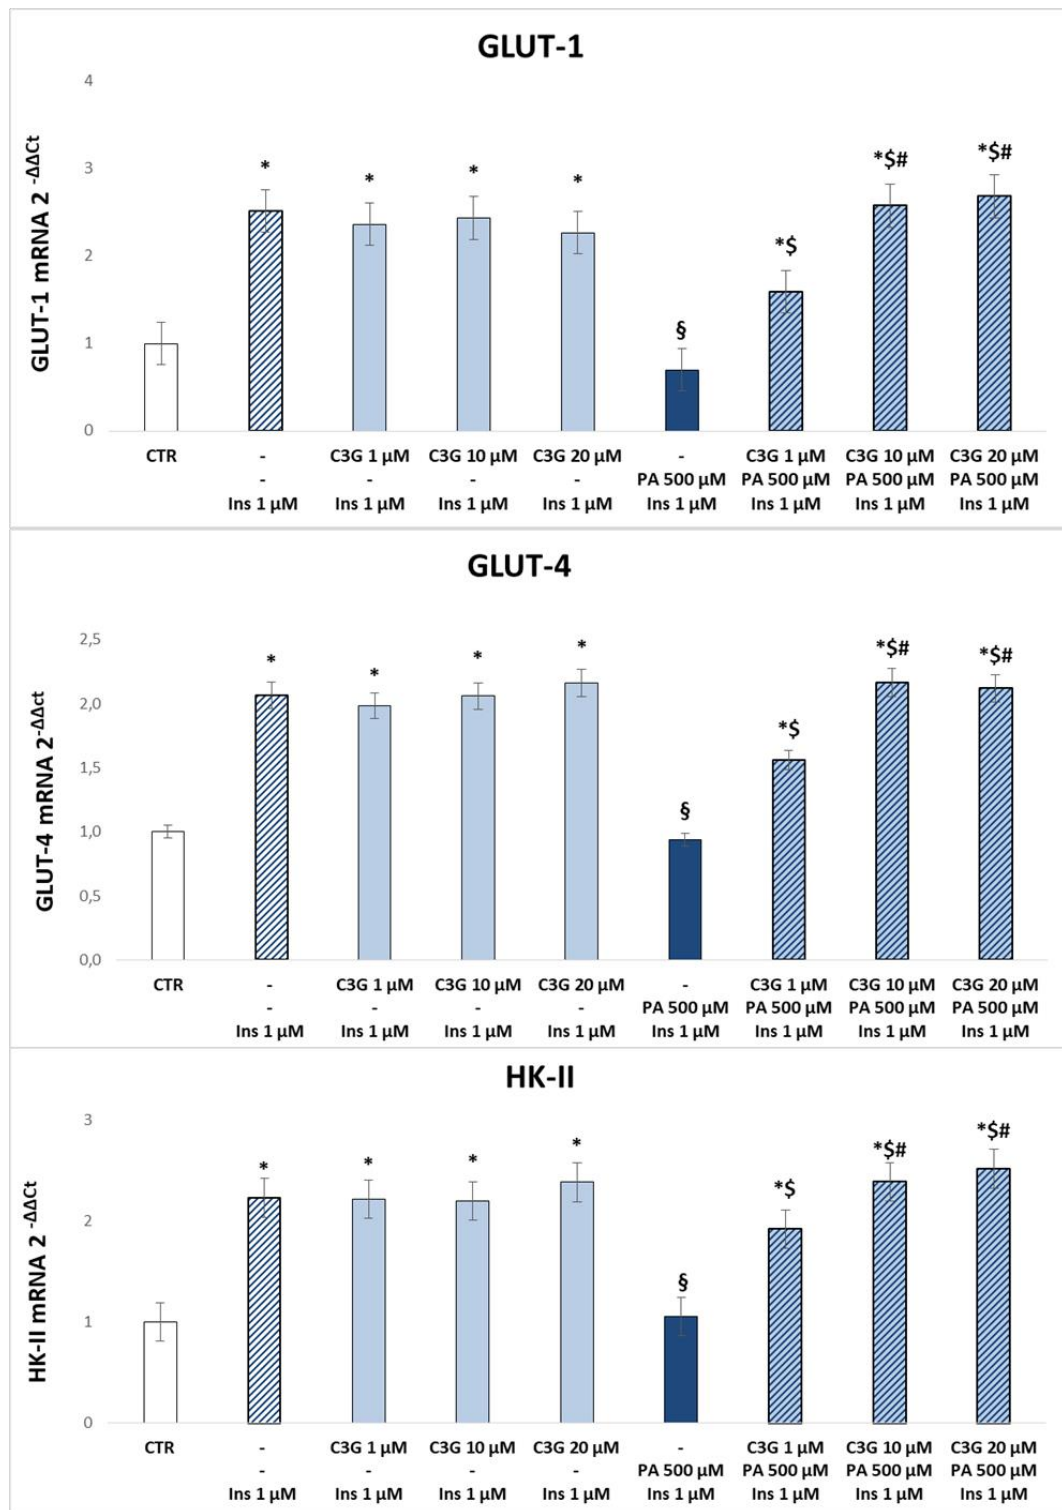 GLUT-1
GLUT-1 mRNA 2 -ΔΔCt
4
3
2
1
0
* * * * * § *$ *$# *$#
CTR - C3G 1 µM C3G 10 µM C3G 20 µM - C3G 1 µM C3G 10 µM C3G 20 µM
- - - - PA 500 µM PA 500 µM PA 500 µM PA 500 µM
Ins 1 µM Ins 1 µM Ins 1 µM Ins 1 µM Ins 1 µM Ins 1 µM Ins 1 µM Ins 1 µM
GLUT-4
GLUT-4 mRNA 2-ΔΔct
2,5
2,0
1,5
1,0
0,5
0,0
* * * * § *$ *$# *$#
CTR - C3G 1 µM C3G 10 µM C3G 20 µM - C3G 1 µM C3G 10 µM C3G 20 µM
- - - - PA 500 µM PA 500 µM PA 500 µM PA 500 µM
Ins 1 µM Ins 1 µM Ins 1 µM Ins 1 µM Ins 1 µM Ins 1 µM Ins 1 µM Ins 1 µM
HK-II
HK-II mRNA 2 -ΔΔCt
3
2
1
0
* * * * § *$ *$# *$#
CTR - C3G 1 µM C3G 10 µM C3G 20 µM - C3G 1 µM C3G 10 µM C3G 20 µM
- - - - PA 500 µM PA 500 µM PA 500 µM PA 500 µM
Ins 1 µM Ins 1 µM Ins 1 µM Ins 1 µM Ins 1 µM Ins 1 µM Ins 1 µM Ins 1 µM